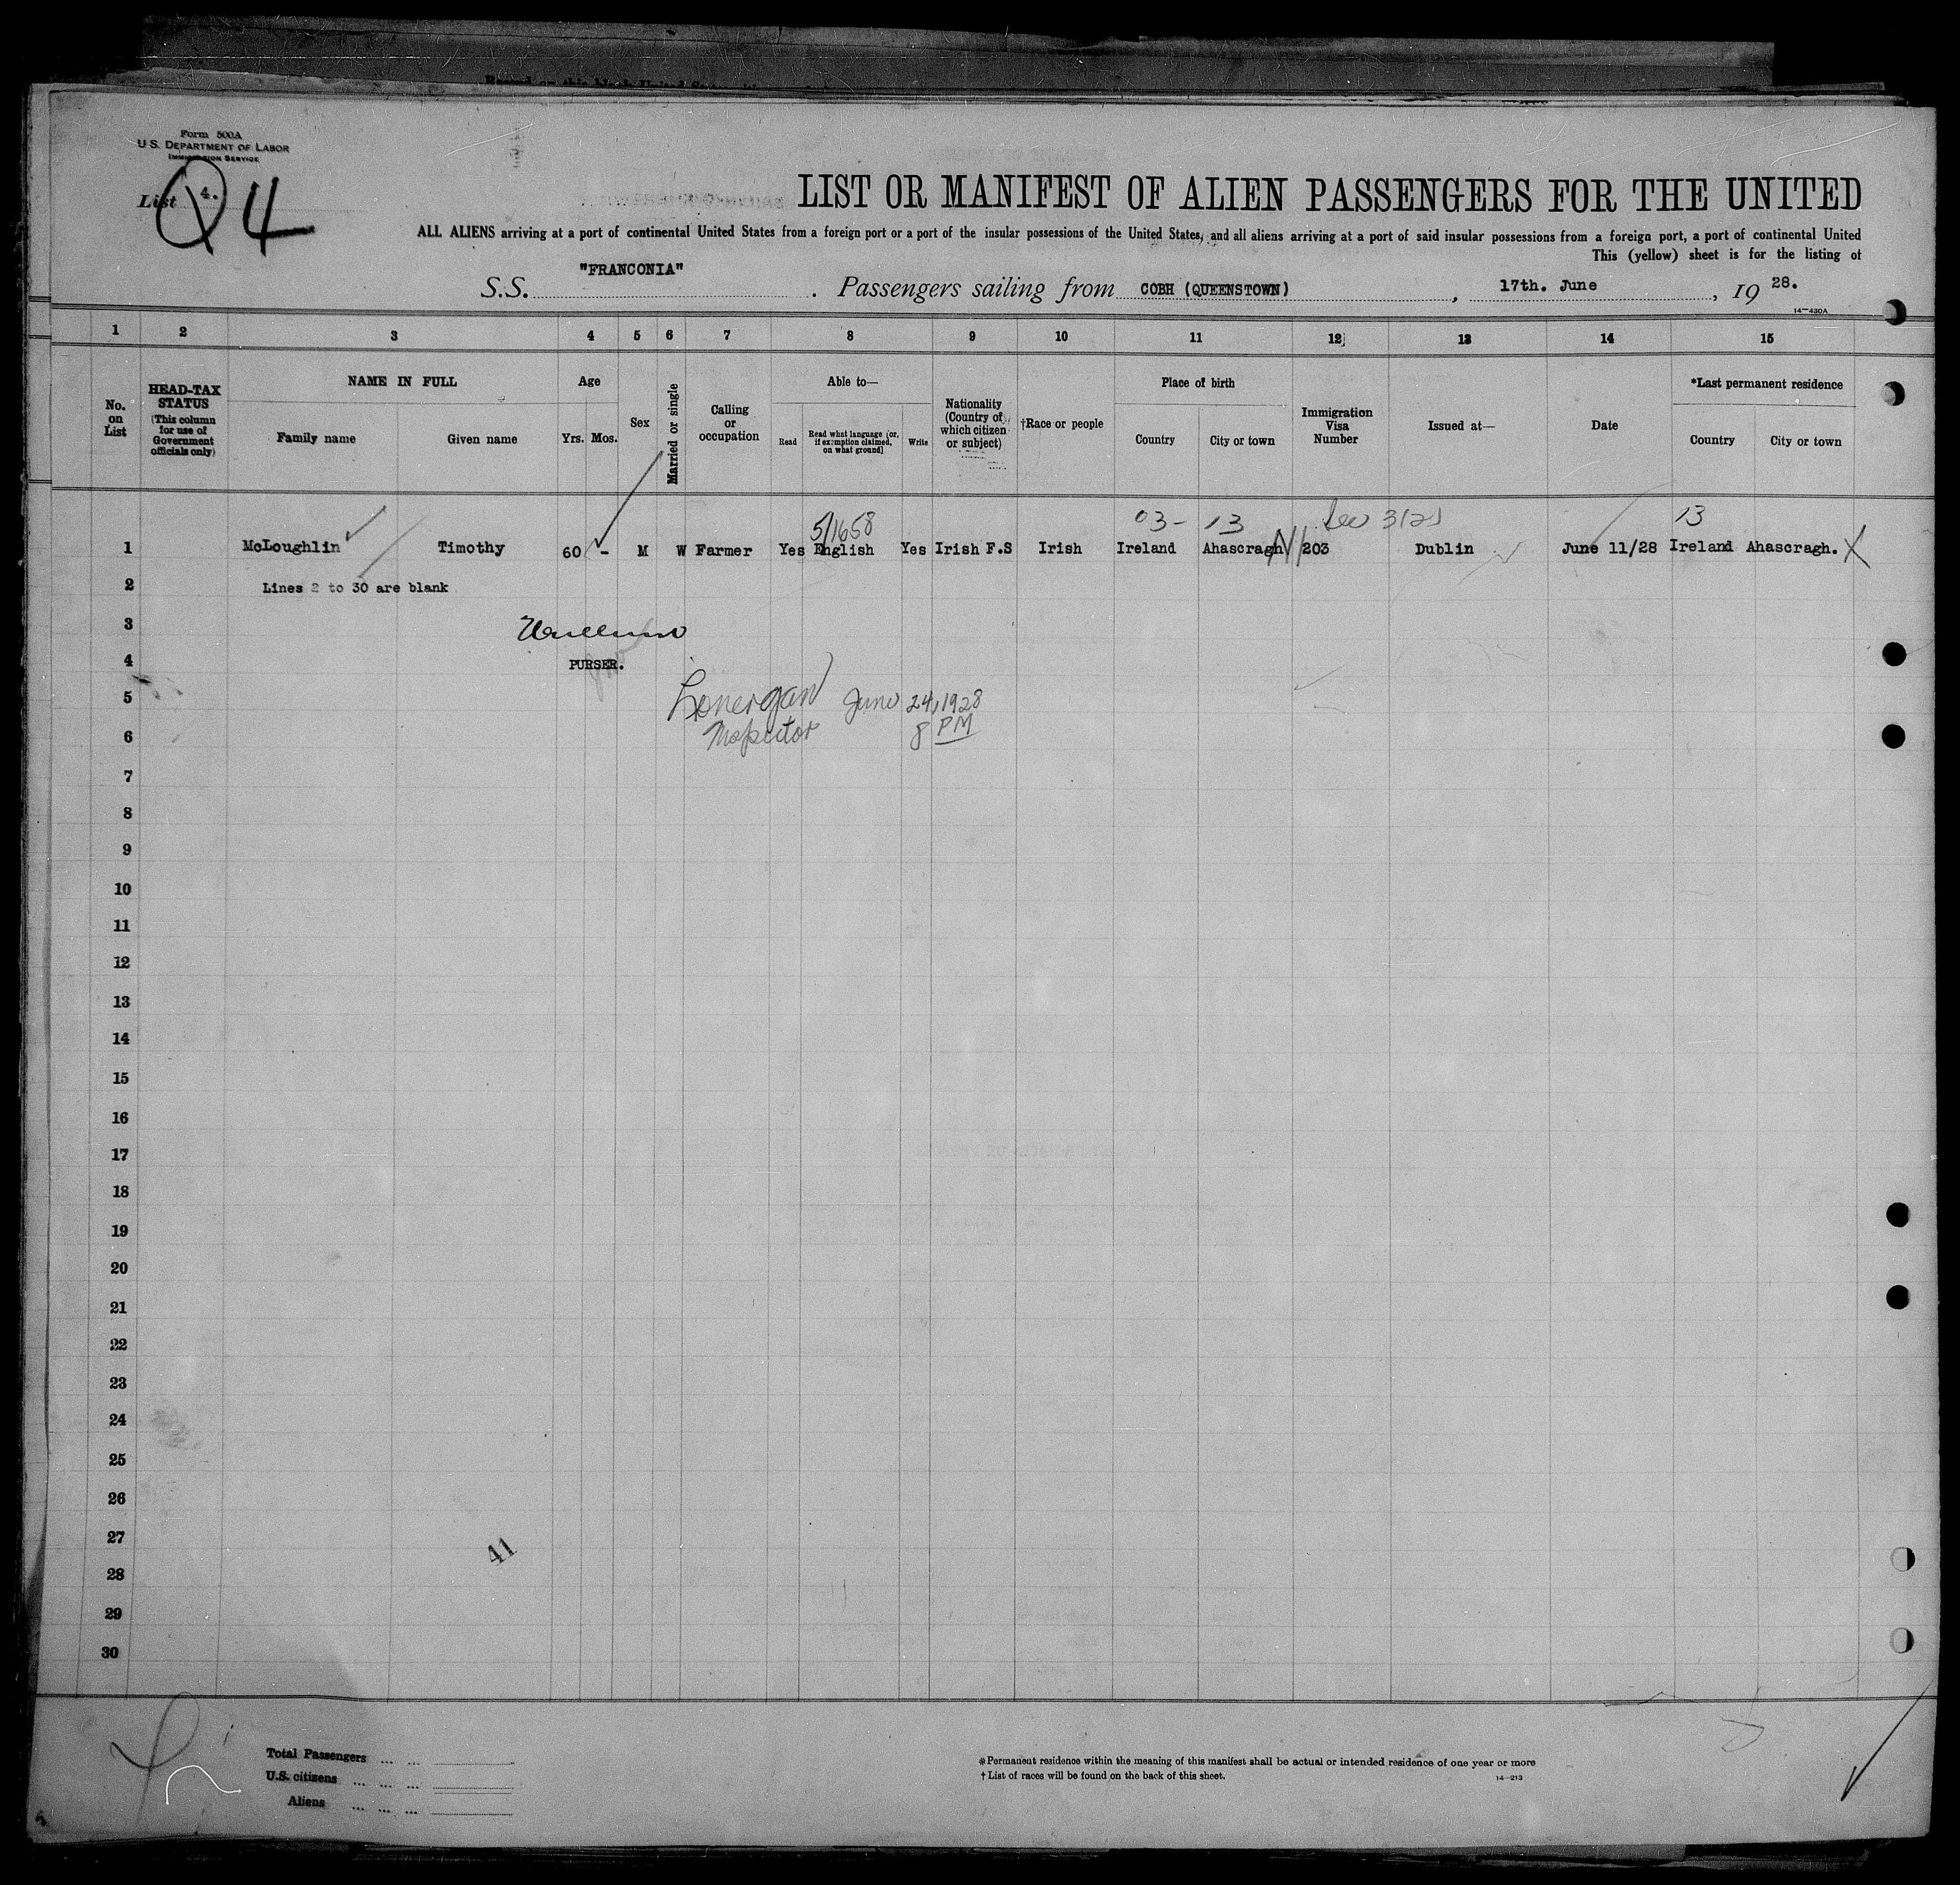 Form 500A
U.S. DEPARTMENT OF LABOR
IMMIGRATION SERVICE
List 4. 4
LIST OR MANIFEST OF ALIEN PASSENGERS FOR THE UNITED
ALL ALIENS arriving at a port of continental United States from a foreign port or a port of the insular possessions of the United States, and all aliens arriving at a port of said insular possessions from a foreign port, a port of continental United
This (yellow) sheet is for the listing of
S.S. "FRANCONIA" . Passengers sailing from COBH (QUEENSTOWN) , 17th. June , 19 28.
14—430A
1 2 3 4 5 6 7 8 9 10 11 12 13 14 15
No. on List
HEAD-TAX STATUS (This column for use of Government officials only)
NAME IN FULL
Family name Given name
Age
Yrs. Mos.
Sex
Married or single
Calling or occupation
Able to—
Read Read what language [or, if exemption claimed, on what ground] Write
Nationality (Country of which citizen or subject)
†Race or people
Place of birth
Country City or town
Immigration Visa Number
Issued at—
Date
*Last permanent residence
Country City or town
5/1658 03- 13 13
1 McLoughlin Timothy 60 - M W Farmer Yes English Yes Irish F.S Irish Ireland Ahascragh 203 Dublin June 11/28 Ireland Ahascragh. X
2 Lines 2 to 30 are blank
3
4 PURSER.
5 Lonergan June 24, 1928
6 Inspector 8 PM
7
8
9
10
11
12
13
14
15
16
17
18
19
20
21
22
23
24
25
26
27
41
28
29
30
Total Passengers ... ...
U.S. citizens ... ... ...
Aliens ... ... ...
*Permanent residence within the meaning of this manifest shall be actual or intended residence of one year or more
† List of races will be found on the back of this sheet. 14—213